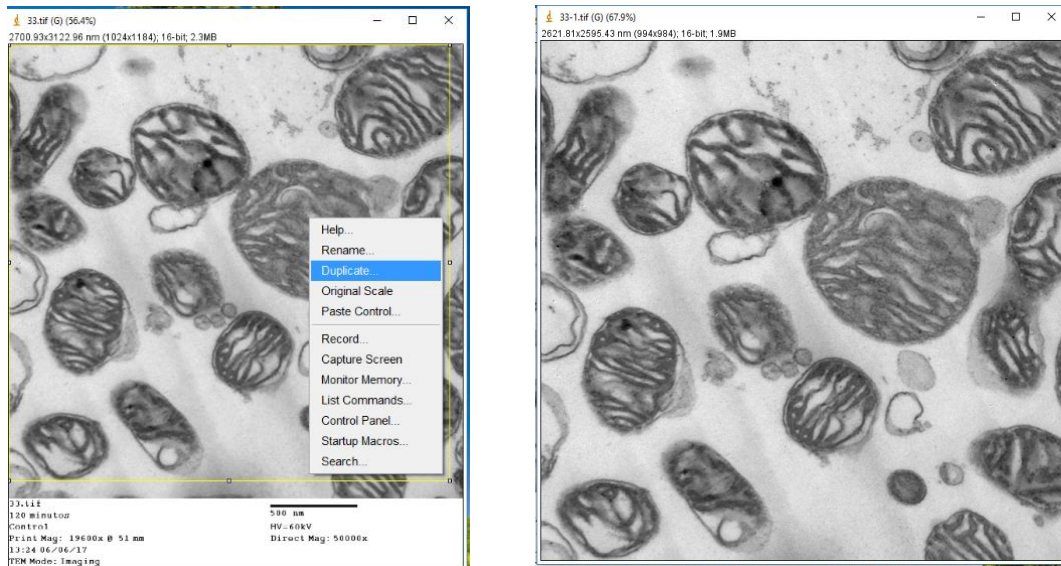 33.tif (G) (56.4%)
2700.93x3122.96 nm (1024x1184); 16-bit; 2.3MB
Help...
Rename...
Duplicate...
Original Scale
Paste Control...
Record...
Capture Screen
Monitor Memory...
List Commands...
Control Panel...
Startup Macros...
Search...
33.tif
120 minutos
Control
Print Mag: 19600x @ 51 mm
13:24 06/06/17
TEM Mode: Imaging
500 nm
HV=60kV
Direct Mag: 50000x
33-1.tif (G) (67.9%)
2621.81x2595.43 nm (994x984); 16-bit; 1.9MB